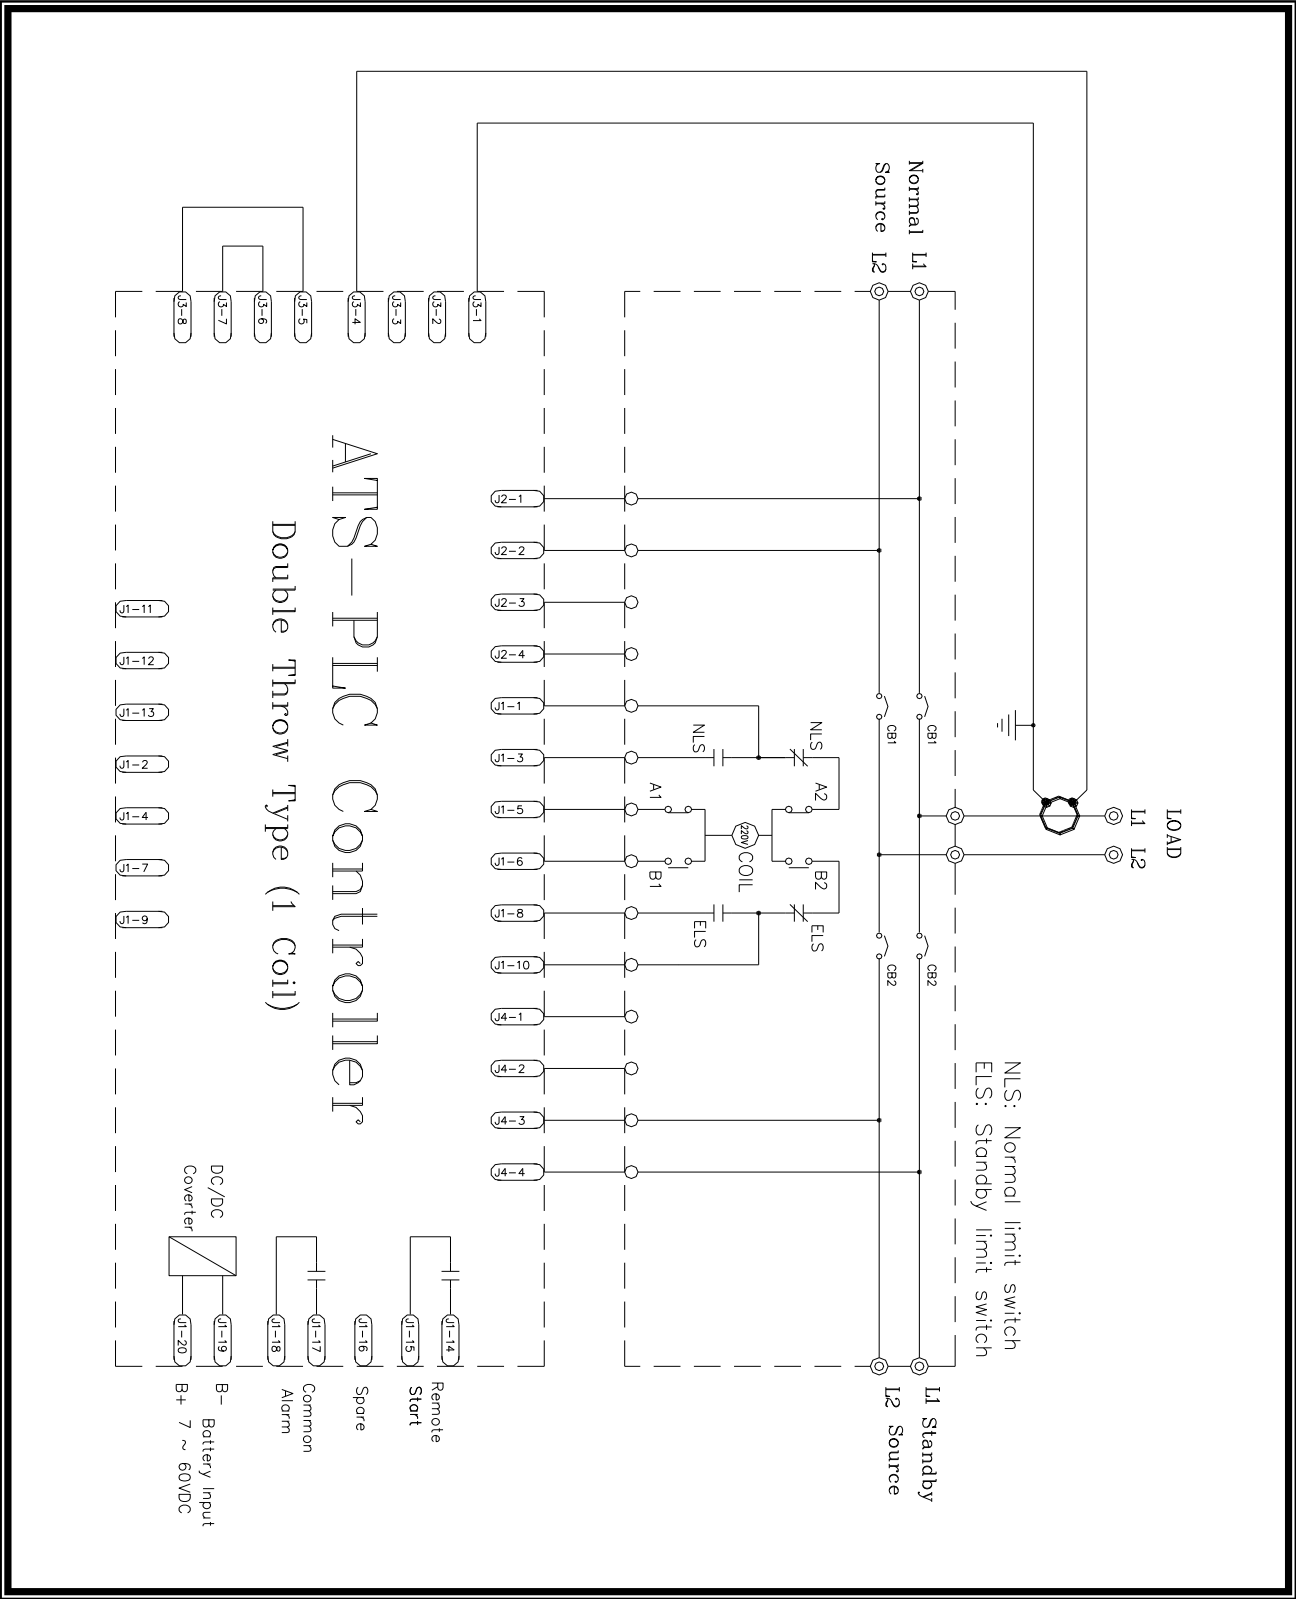 LOAD
L1
L2
Normal L1
Source L2
L1 Standby
L2 Source
NLS: Normal limit switch
ELS: Standby limit switch
CB1
CB1
CB2
CB2
NLS
NLS
A1
A2
220V
COIL
B1
B2
ELS
ELS
J2-1
J2-2
J2-3
J2-4
J1-1
J1-3
J1-5
J1-6
J1-8
J1-10
J4-1
J4-2
J4-3
J4-4
J3-1
J3-2
J3-3
J3-4
J3-5
J3-6
J3-7
J3-8
ATS-PLC Controller
Double Throw Type (1 Coil)
J1-14
J1-15
J1-16
J1-17
J1-18
J1-19
J1-20
Remote
Start
Spare
Common
Alarm
B- Battery Input
B+ 7 ~ 60VDC
DC/DC
Coverter
J1-11
J1-12
J1-13
J1-2
J1-4
J1-7
J1-9